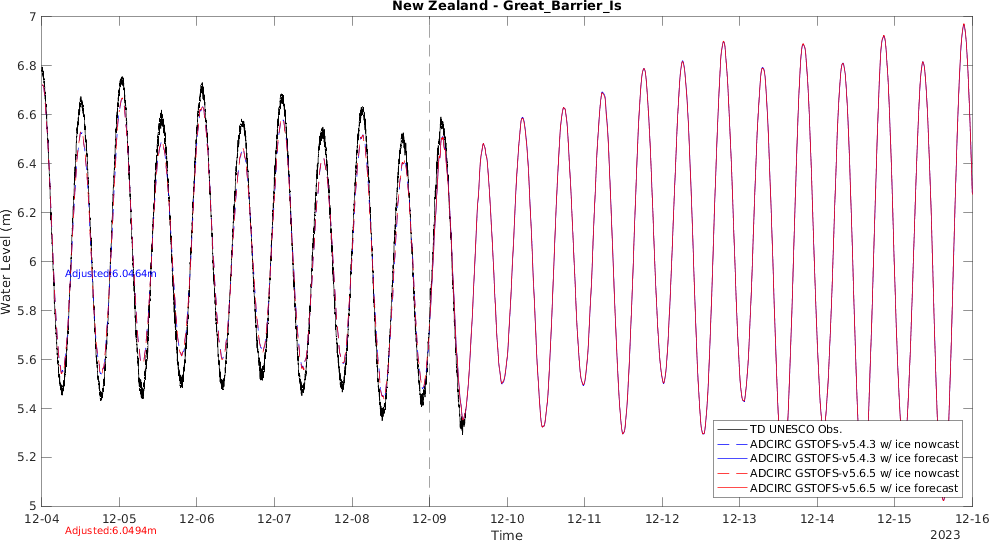 New Zealand - Great_Barrier_Is
7
6.8
6.6
6.4
6.2
6
5.8
5.6
5.4
5.2
5
Water Level (m)
Adjusted:6.0464m
TD UNESCO Obs.
ADCIRC GSTOFS-v5.4.3 w/ ice nowcast
ADCIRC GSTOFS-v5.4.3 w/ ice forecast
ADCIRC GSTOFS-v5.6.5 w/ ice nowcast
ADCIRC GSTOFS-v5.6.5 w/ ice forecast
12-04 12-05 12-06 12-07 12-08 12-09 12-10 12-11 12-12 12-13 12-14 12-15 12-16
Adjusted:6.0494m
Time
2023